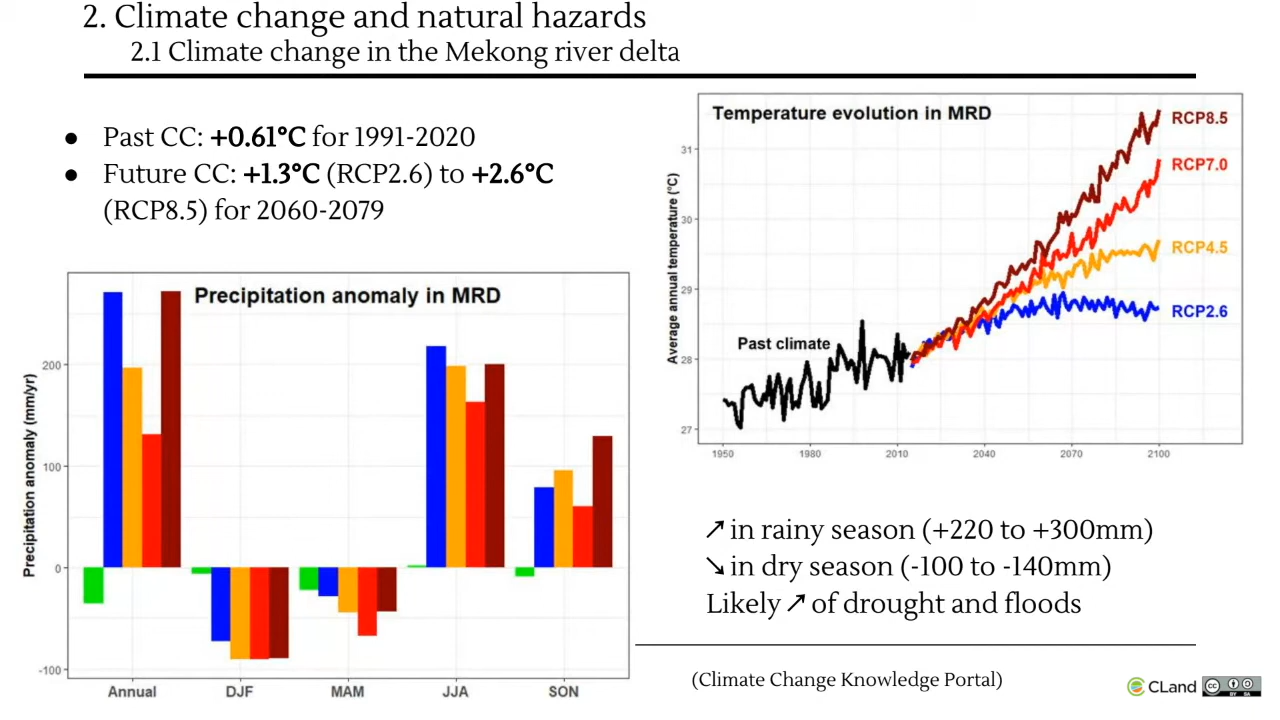 2. Climate change and natural hazards
2.1 Climate change in the Mekong river delta
● Past CC: +0.61°C for 1991-2020
● Future CC: +1.3°C (RCP2.6) to +2.6°C
(RCP8.5) for 2060-2079
Precipitation anomaly in MRD
Precipitation anomaly (mm/yr)
200
100
0
-100
Annual DJF MAM JJA SON
Temperature evolution in MRD
Average annual temperature (°C)
31
30
29
28
27
RCP8.5
RCP7.0
RCP4.5
RCP2.6
Past climate
1950 1980 2010 2040 2070 2100
↗ in rainy season (+220 to +300mm)
↘ in dry season (-100 to -140mm)
Likely ↗ of drought and floods
(Climate Change Knowledge Portal)
CLand
cc BY SA